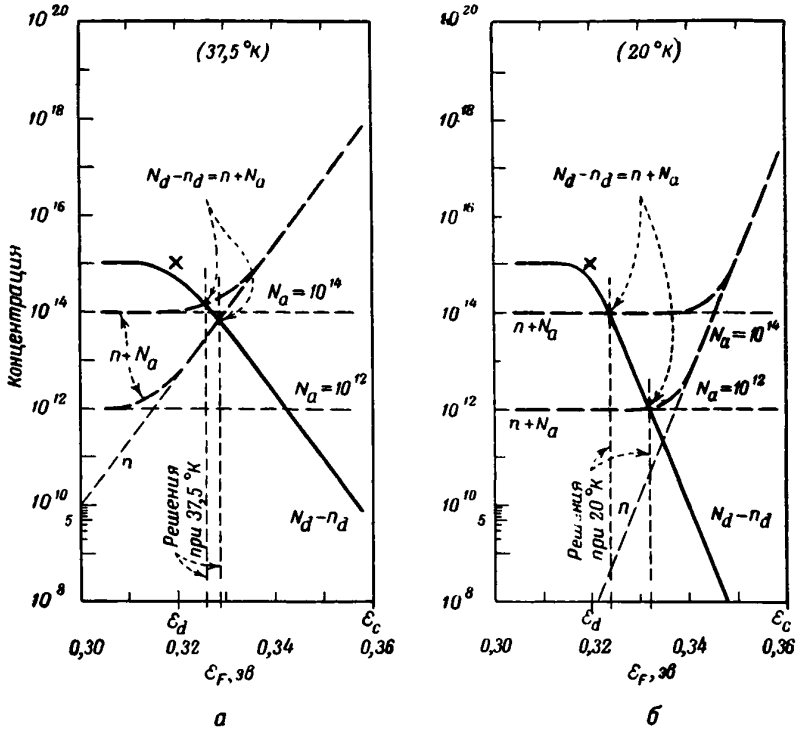 10^20
(37,5°K)
10^18
N_d-n_d=n+N_a
10^16
N_a=10^14
Концентрация
10^14
n+N_a
N_a=10^12
10^12
n
Решения
при 37,5°K
10^10
5
N_d-n_d
10^8
ε_d
ε_c
0,30
0,32
0,34
0,36
ε_F, эв
а
(20°K)
10^18
N_d-n_d=n+N_a
10^16
10^14
n+N_a
N_a=10^14
N_a=10^12
10^12
n+N_a
при 20°K
n
10^10
5
N_d-n_d
10^8
ε_d
ε_c
0,30
0,32
0,34
0,36
ε_F, эв
б